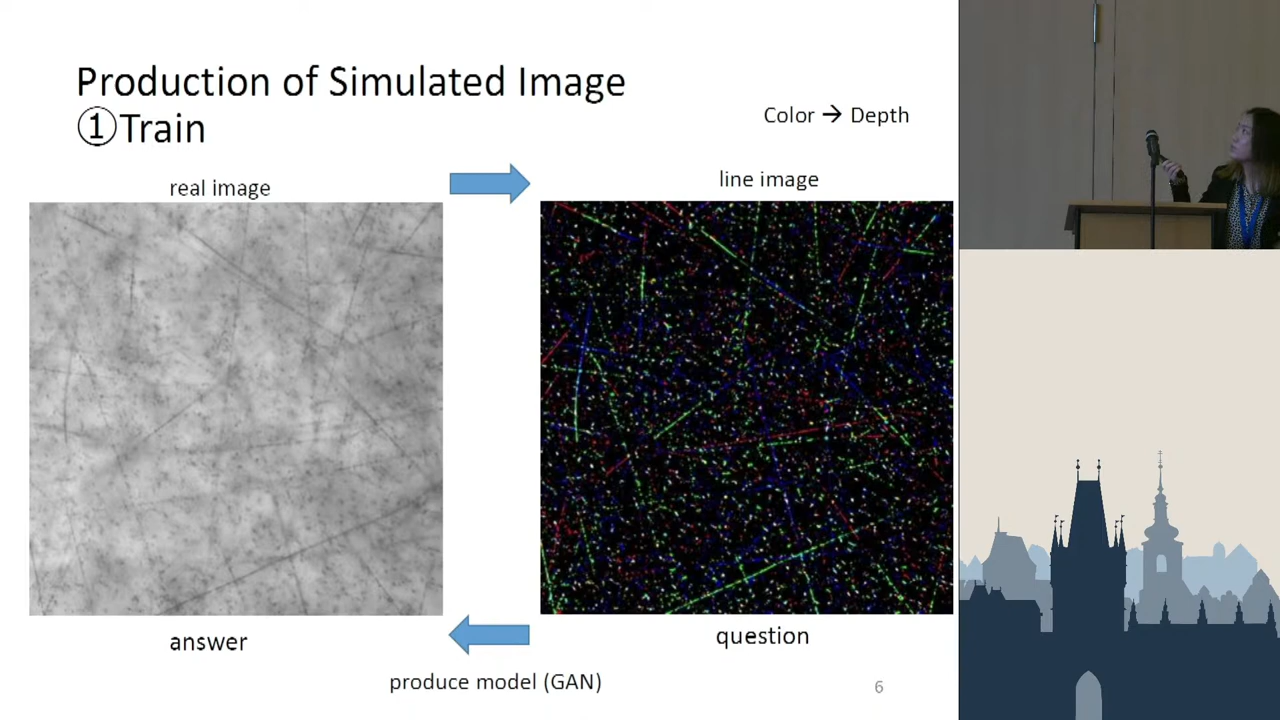 Production of Simulated Image
①Train
Color → Depth
real image
line image
answer
question
produce model (GAN)
6